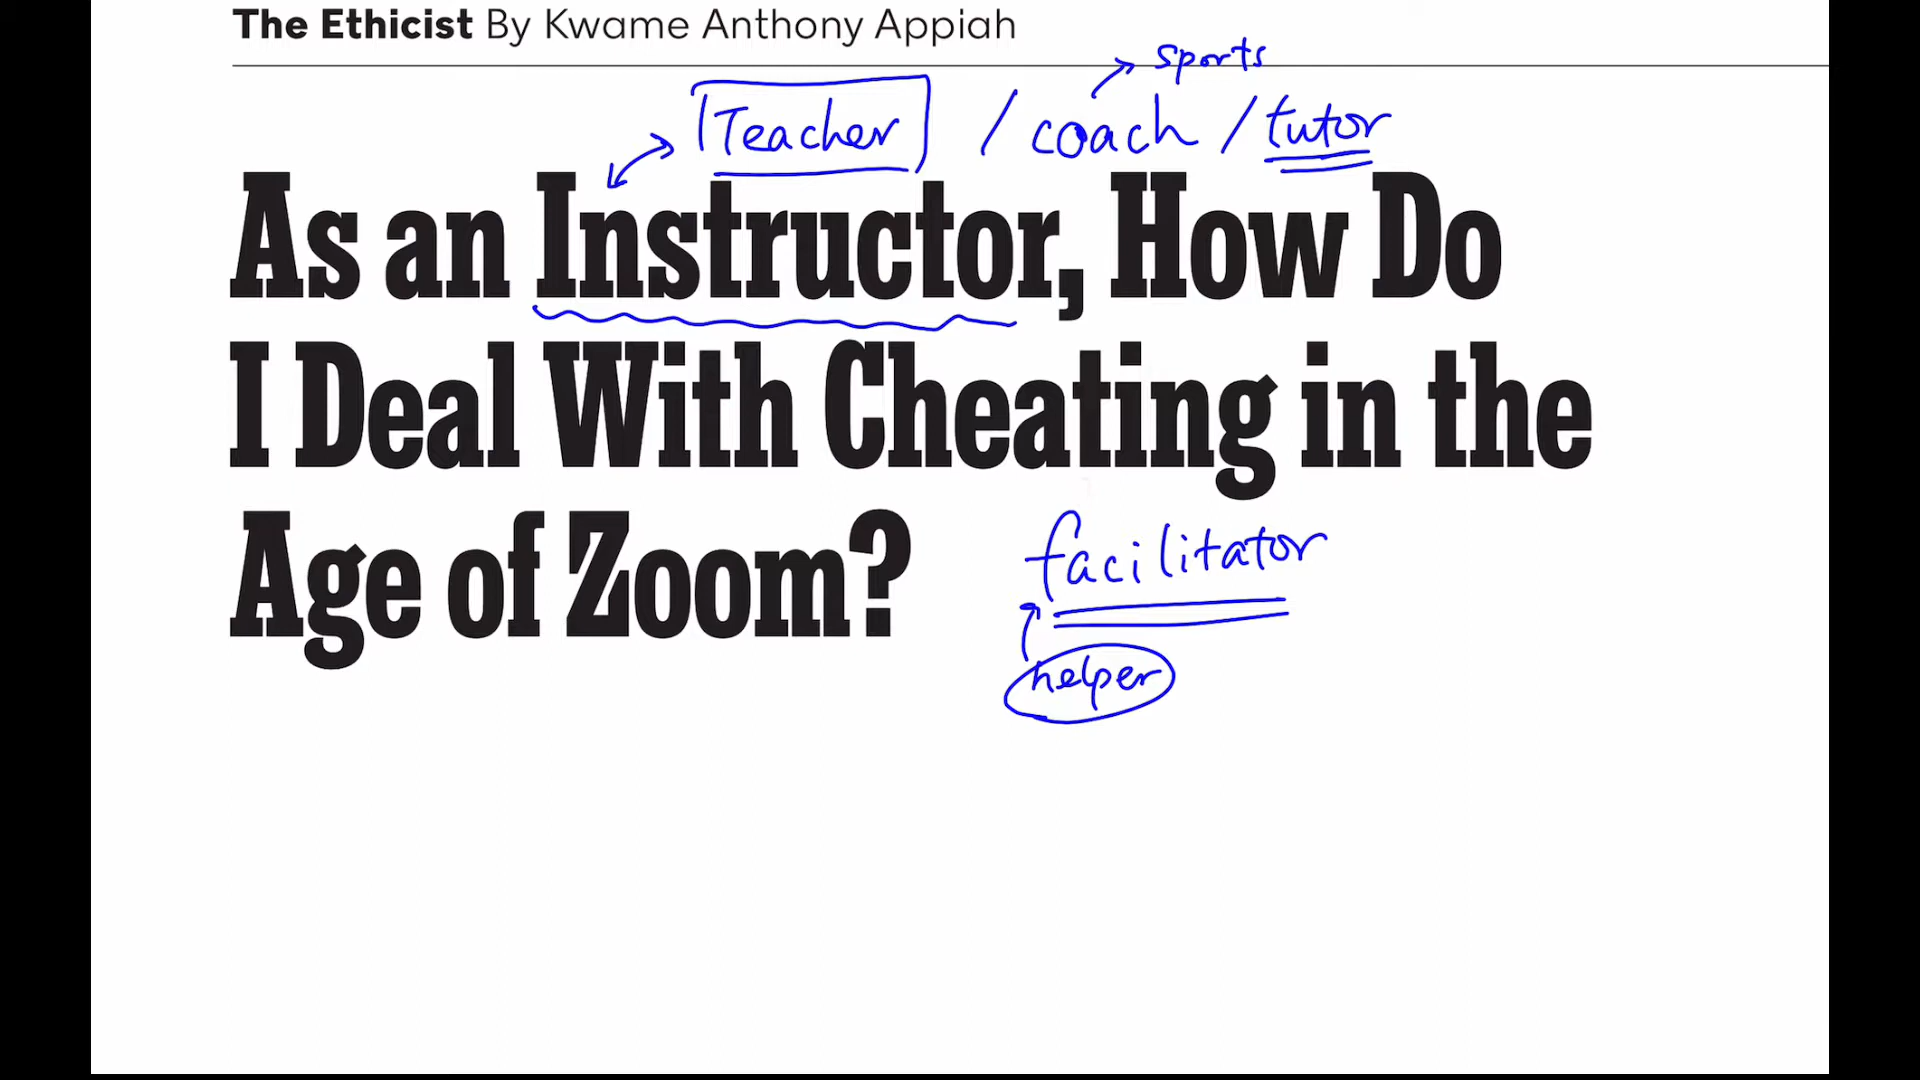 The Ethicist By Kwame Anthony Appiah
sports
Teacher / coach / tutor
As an Instructor, How Do
I Deal With Cheating in the
Age of Zoom?
facilitator
helper